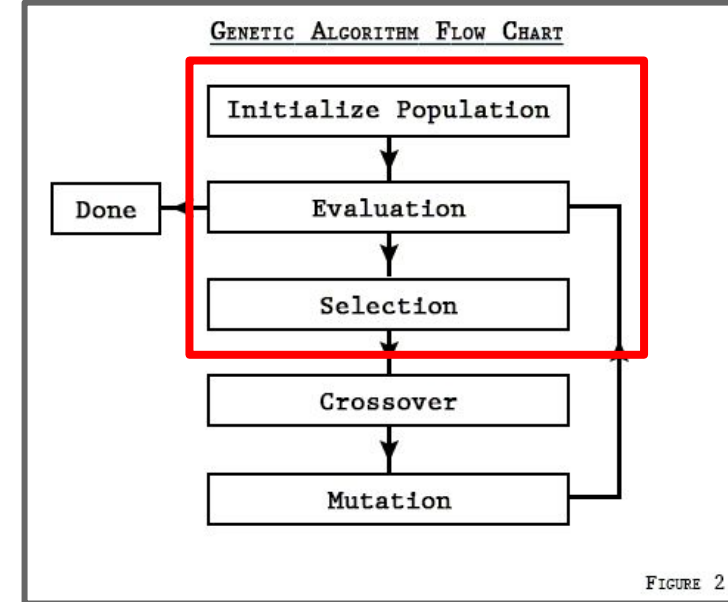 Genetic Algorithm Flow Chart
Initialize Population
Done
Evaluation
Selection
Crossover
Mutation
Figure 2